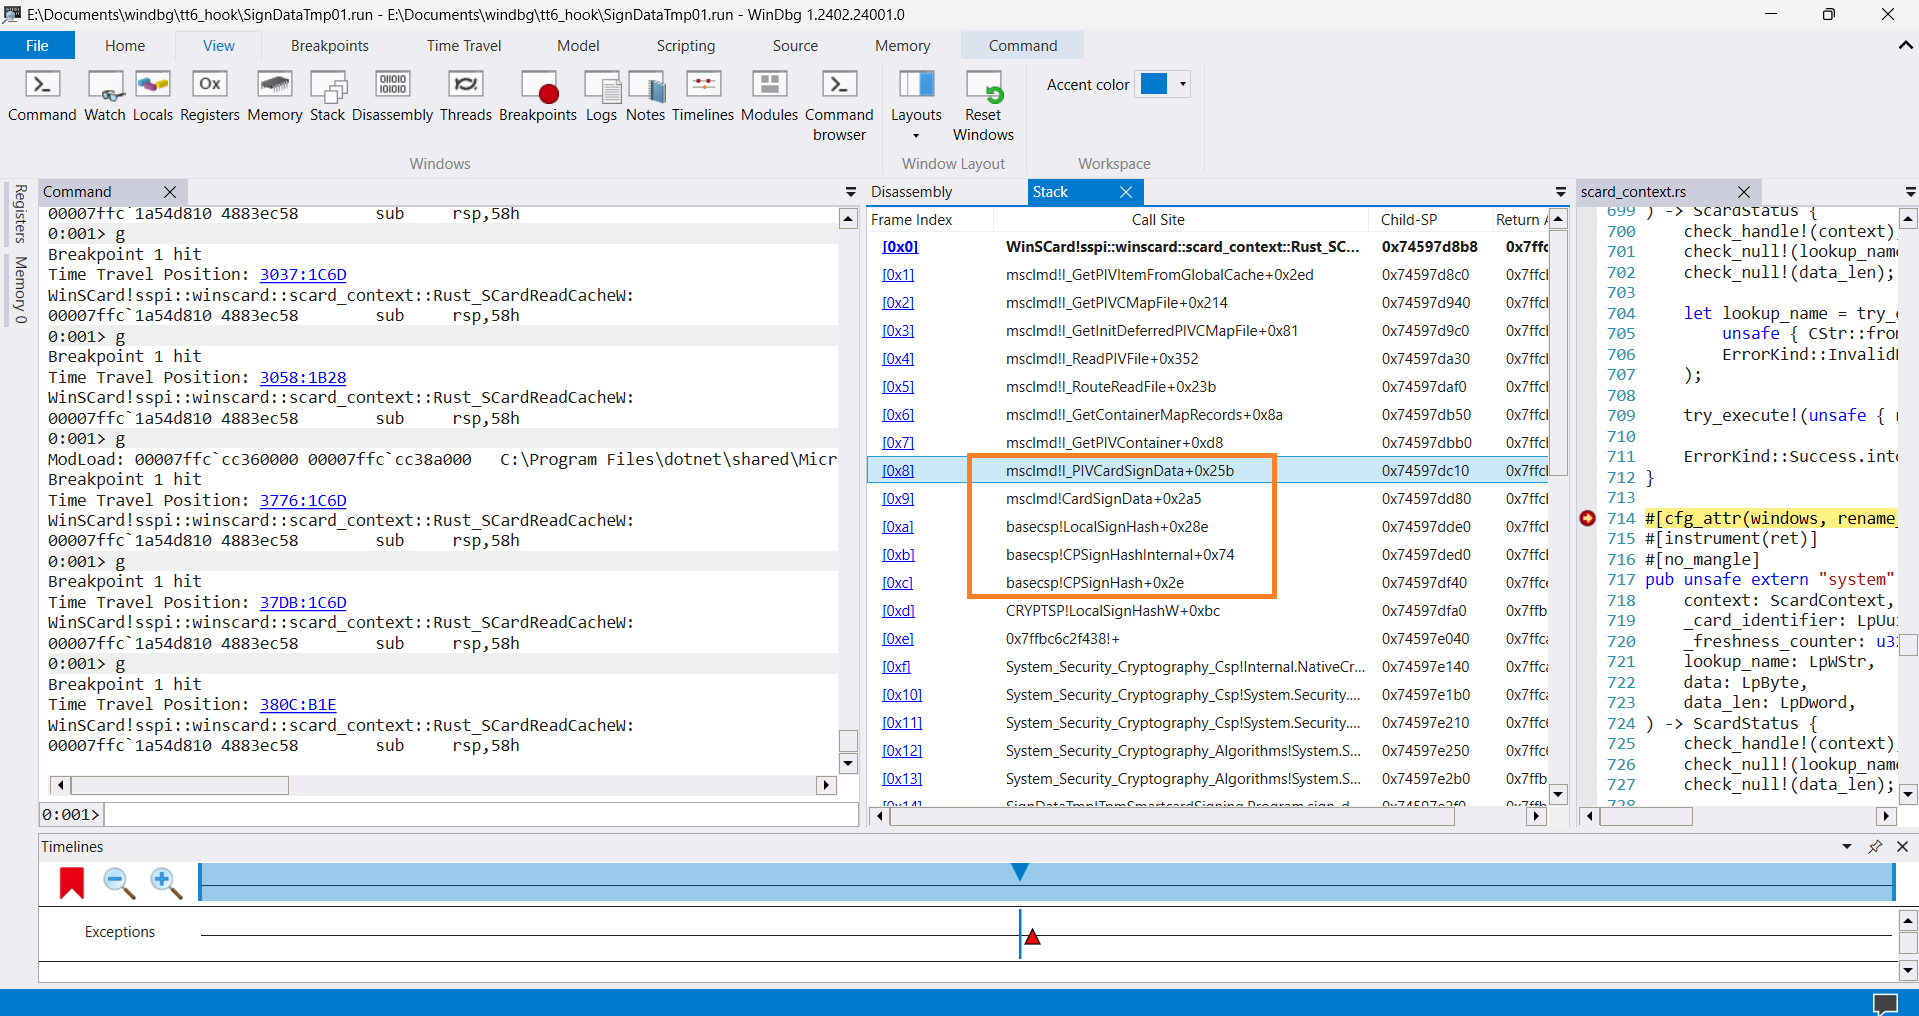 E:\Documents\windbg\tt6_hook\SignDataTmp01.run - E:\Documents\windbg\tt6_hook\SignDataTmp01.run - WinDbg 1.2402.24001.0
File Home View Breakpoints Time Travel Model Scripting Source Memory Command
Command Watch Locals Registers Memory Stack Disassembly Threads Breakpoints Logs Notes Timelines Modules Command browser
Windows
Layouts Reset Windows
Window Layout
Accent color
Workspace
Registers
Memory 0
Command
00007ffc`1a54d810 4883ec58 sub rsp,58h
0:001> g
Breakpoint 1 hit
Time Travel Position: 3037:1C6D
WinSCard!sspi::winscard::scard_context::Rust_SCardReadCacheW:
00007ffc`1a54d810 4883ec58 sub rsp,58h
0:001> g
Breakpoint 1 hit
Time Travel Position: 3058:1B28
WinSCard!sspi::winscard::scard_context::Rust_SCardReadCacheW:
00007ffc`1a54d810 4883ec58 sub rsp,58h
0:001> g
ModLoad: 00007ffc`cc360000 00007ffc`cc38a000 C:\Program Files\dotnet\shared\Micr
Breakpoint 1 hit
Time Travel Position: 3776:1C6D
WinSCard!sspi::winscard::scard_context::Rust_SCardReadCacheW:
00007ffc`1a54d810 4883ec58 sub rsp,58h
0:001> g
Breakpoint 1 hit
Time Travel Position: 37DB:1C6D
WinSCard!sspi::winscard::scard_context::Rust_SCardReadCacheW:
00007ffc`1a54d810 4883ec58 sub rsp,58h
0:001> g
Breakpoint 1 hit
Time Travel Position: 380C:B1E
WinSCard!sspi::winscard::scard_context::Rust_SCardReadCacheW:
00007ffc`1a54d810 4883ec58 sub rsp,58h
0:001>
Disassembly Stack
Frame Index Call Site Child-SP Return A
[0x0] WinSCard!sspi::winscard::scard_context::Rust_SC... 0x74597d8b8 0x7ffc
[0x1] msclmd!I_GetPIVItemFromGlobalCache+0x2ed 0x74597d8c0 0x7ffcl
[0x2] msclmd!I_GetPIVCMapFile+0x214 0x74597d940 0x7ffcl
[0x3] msclmd!I_GetInitDeferredPIVCMapFile+0x81 0x74597d9c0 0x7ffcl
[0x4] msclmd!I_ReadPIVFile+0x352 0x74597da30 0x7ffcl
[0x5] msclmd!I_RouteReadFile+0x23b 0x74597daf0 0x7ffcl
[0x6] msclmd!I_GetContainerMapRecords+0x8a 0x74597db50 0x7ffcl
[0x7] msclmd!I_GetPIVContainer+0xd8 0x74597dbb0 0x7ffcl
[0x8] msclmd!I_PIVCardSignData+0x25b 0x74597dc10 0x7ffcl
[0x9] msclmd!CardSignData+0x2a5 0x74597dd80 0x7ffcl
[0xa] basecsp!LocalSignHash+0x28e 0x74597dde0 0x7ffcl
[0xb] basecsp!CPSignHashInternal+0x74 0x74597ded0 0x7ffcl
[0xc] basecsp!CPSignHash+0x2e 0x74597df40 0x7ffce
[0xd] CRYPTSP!LocalSignHashW+0xbc 0x74597dfa0 0x7ffb
[0xe] 0x7ffbc6c2f438!+ 0x74597e040 0x7ffca
[0xf] System_Security_Cryptography_Csp!Internal.NativeCr... 0x74597e140 0x7ffca
[0x10] System_Security_Cryptography_Csp!System.Security.... 0x74597e1b0 0x7ffca
[0x11] System_Security_Cryptography_Csp!System.Security.... 0x74597e210 0x7ffc6
[0x12] System_Security_Cryptography_Algorithms!System.S... 0x74597e250 0x7ffc6
[0x13] System_Security_Cryptography_Algorithms!System.S... 0x74597e2b0 0x7ffb
scard_context.rs
699 ) -> ScardStatus {
700 check_handle!(context)
701 check_null!(lookup_name
702 check_null!(data_len);
703
704 let lookup_name = try_e
705 unsafe { CStr::from
706 ErrorKind::InvalidP
707 );
708
709 try_execute!(unsafe {
710
711 ErrorKind::Success.into
712 }
713
714 #[cfg_attr(windows, rename_
715 #[instrument(ret)]
716 #[no_mangle]
717 pub unsafe extern "system"
718 context: ScardContext,
719 _card_identifier: LpUui
720 _freshness_counter: u32
721 lookup_name: LpWStr,
722 data: LpByte,
723 data_len: LpDword,
724 ) -> ScardStatus {
725 check_handle!(context)
726 check_null!(lookup_name
727 check_null!(data_len);
728
Timelines
Exceptions